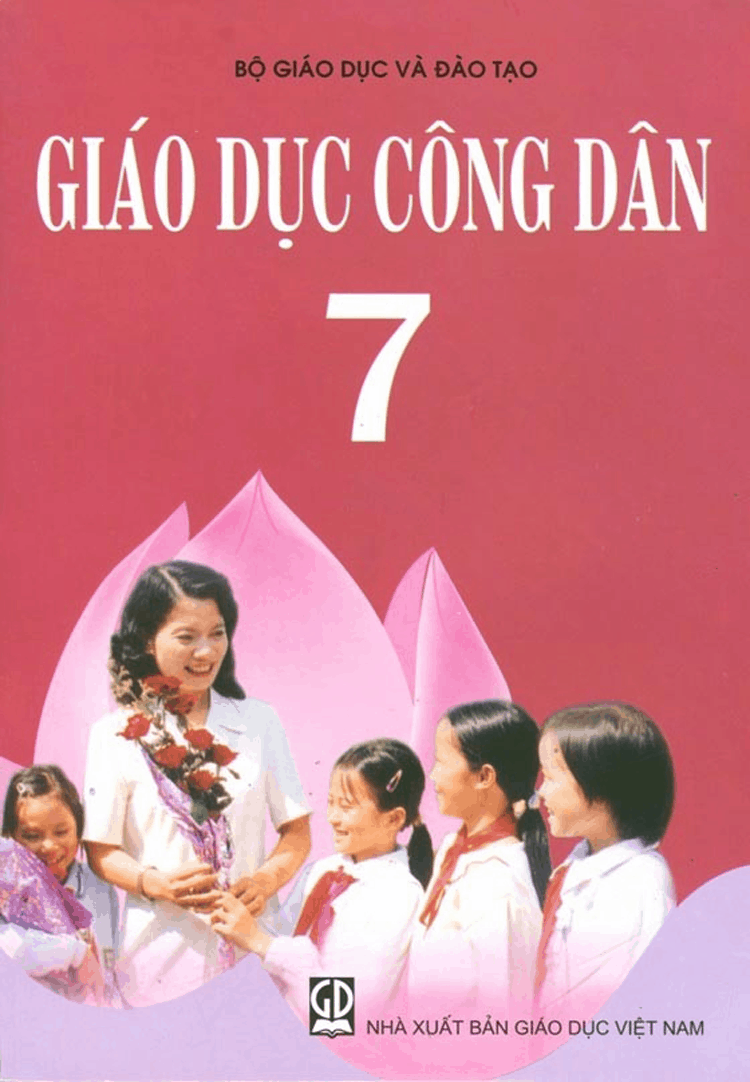 BỘ GIÁO DỤC VÀ ĐÀO TẠO
GIÁO DỤC CÔNG DÂN
7
GD
NHÀ XUẤT BẢN GIÁO DỤC VIỆT NAM